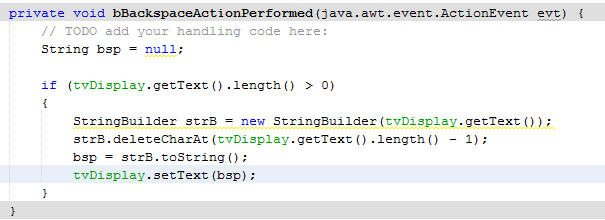 private void bBackspaceActionPerformed(java.awt.event.ActionEvent evt) {
// TODO add your handling code here:
String bsp = null;
if (tvDisplay.getText().length() > 0)
{
StringBuilder strB = new StringBuilder(tvDisplay.getText());
strB.deleteCharAt(tvDisplay.getText().length() - 1);
bsp = strB.toString();
tvDisplay.setText(bsp);
}
}